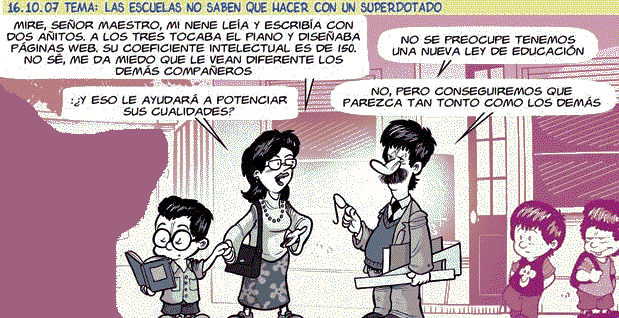 16.10.07 TEMA: LAS ESCUELAS NO SABEN QUE HACER CON UN SUPERDOTADO
MIRE, SEÑOR MAESTRO, MI NENE LEÍA Y ESCRIBÍA CON
DOS AÑITOS. A LOS TRES TOCABA EL PIANO Y DISEÑABA
PÁGINAS WEB. SU COEFICIENTE INTELECTUAL ES DE 150.
NO SÉ, ME DA MIEDO QUE LE VEAN DIFERENTE LOS
DEMÁS COMPAÑEROS
NO SE PREOCUPE TENEMOS
UNA NUEVA LEY DE EDUCACIÓN
:¿Y ESO LE AYUDARÁ A POTENCIAR
SUS CUALIDADES?
NO, PERO CONSEGUIREMOS QUE
PAREZCA TAN TONTO COMO LOS DEMÁS